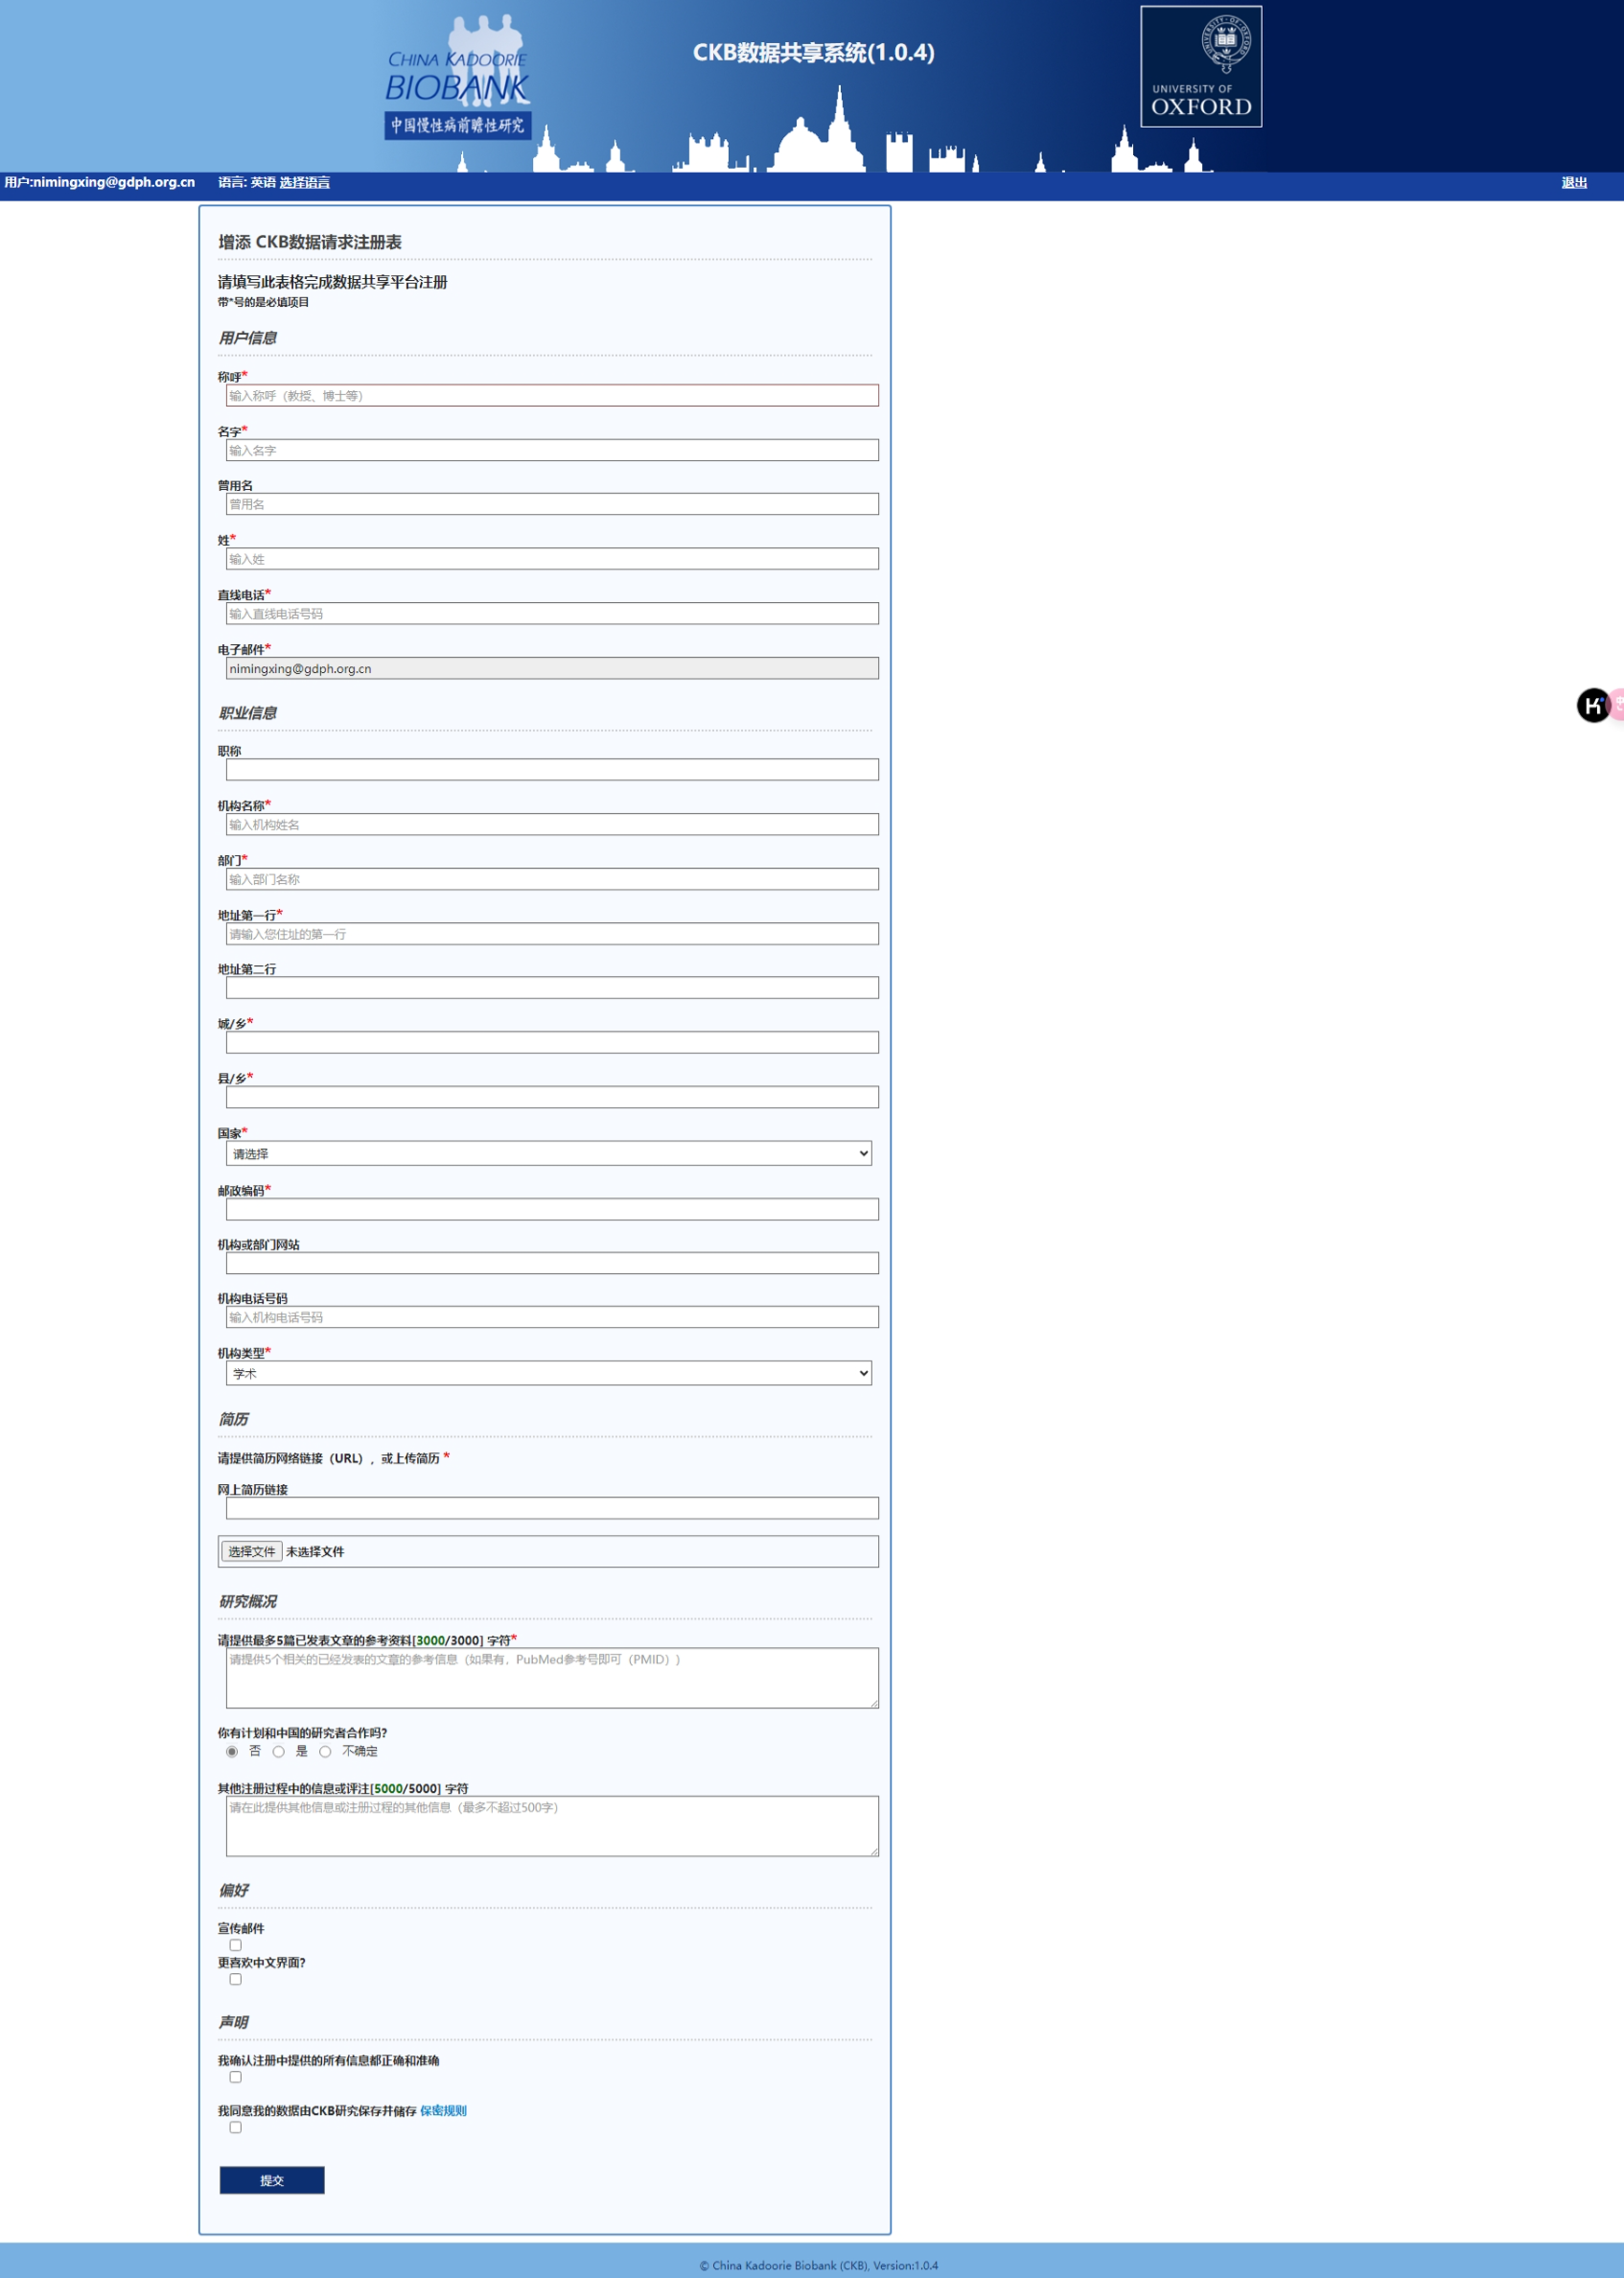 CHINA KADOORIE
BIOBANK
中国慢性病前瞻性研究
CKB数据共享系统(1.0.4)
UNIVERSITY OF
OXFORD
用户:nimingxing@gdph.org.cn 语言: 英语 选择语言 退出
增添 CKB数据请求注册表
请填写此表格完成数据共享平台注册
带*号的是必填项目
用户信息
称呼*
输入称呼（教授、博士等）
名字*
输入名字
曾用名
曾用名
姓*
输入姓
直线电话*
输入直线电话号码
电子邮件*
nimingxing@gdph.org.cn
职业信息
职称
机构名称*
输入机构姓名
部门*
输入部门名称
地址第一行*
请输入您住址的第一行
地址第二行
城/乡*
县/乡*
国家*
请选择
邮政编码*
机构或部门网站
机构电话号码
输入机构电话号码
机构类型*
学术
简历
请提供简历网络链接（URL），或上传简历 *
网上简历链接
选择文件 未选择文件
研究概况
请提供最多5篇已发表文章的参考资料[3000/3000] 字符*
请提供5个相关的已经发表的文章的参考信息（如果有，PubMed参考号即可（PMID））
你有计划和中国的研究者合作吗?
否 是 不确定
其他注册过程中的信息或评注[5000/5000] 字符
请在此提供其他信息或注册过程的其他信息（最多不超过500字）
偏好
宣传邮件
更喜欢中文界面?
声明
我确认注册中提供的所有信息都正确和准确
我同意我的数据由CKB研究保存并储存 保密规则
提交
© China Kadoorie Biobank (CKB), Version:1.0.4